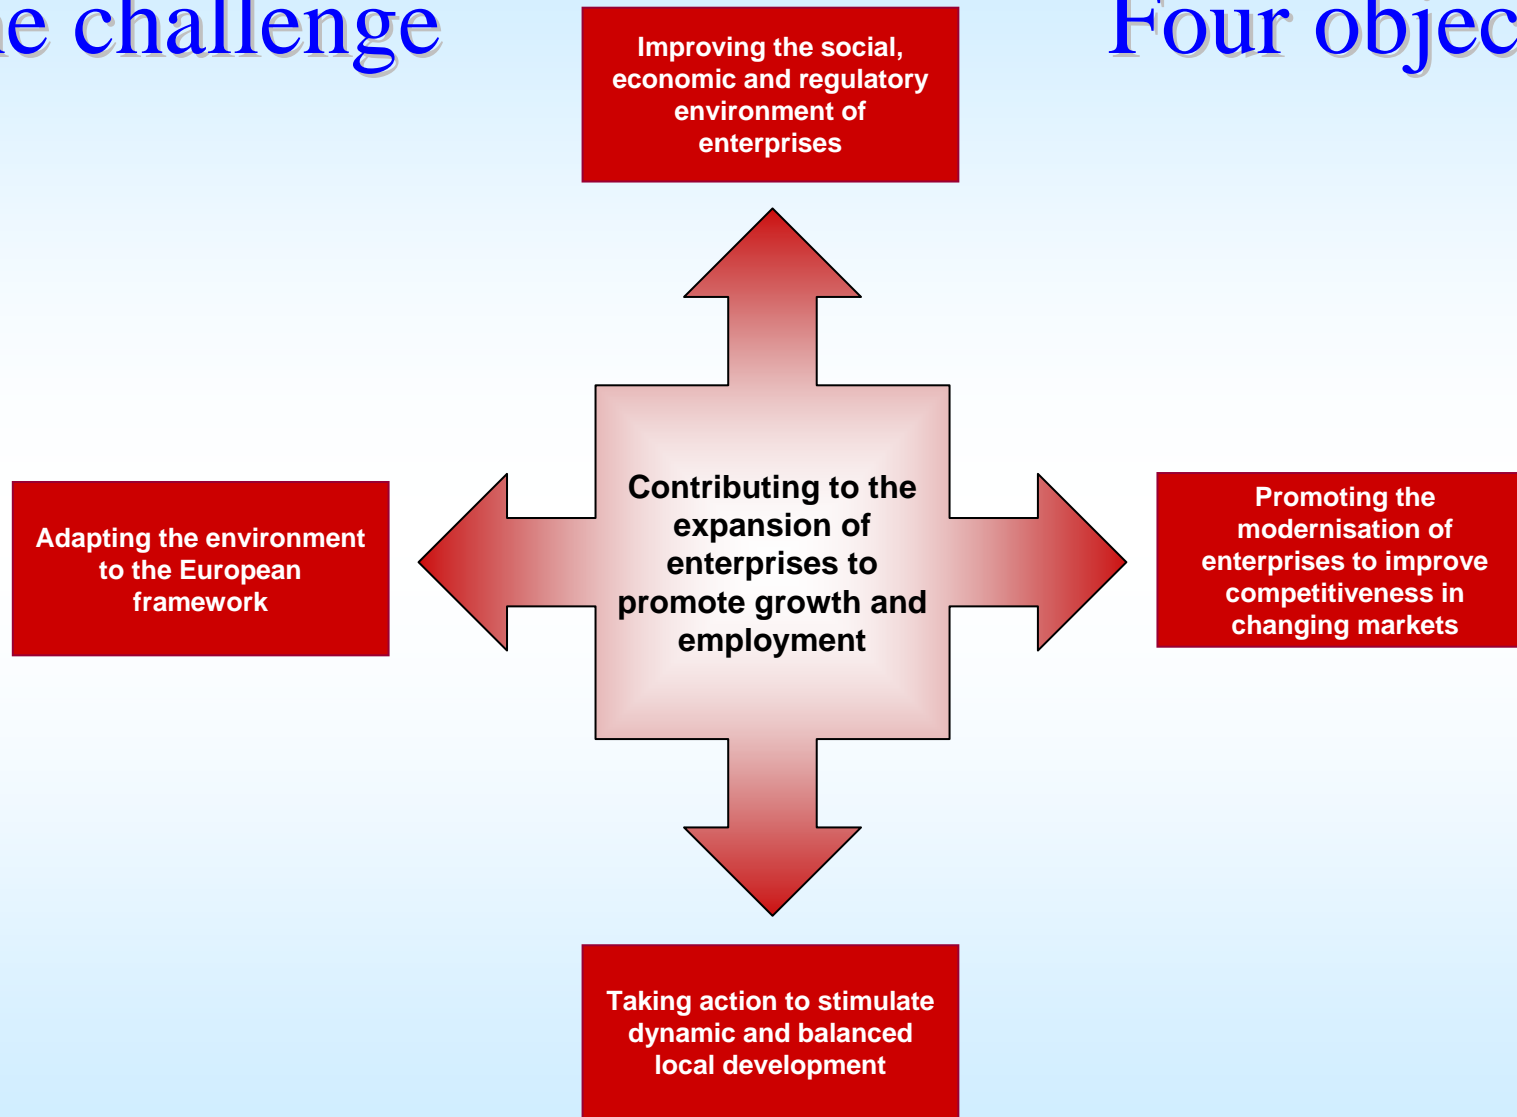 challenge
Four objec
Improving the social,
economic and regulatory
environment of
enterprises
Adapting the environment
to the European
framework
Contributing to the
expansion of
enterprises to
promote growth and
employment
Promoting the
modernisation of
enterprises to improve
competitiveness in
changing markets
Taking action to stimulate
dynamic and balanced
local development